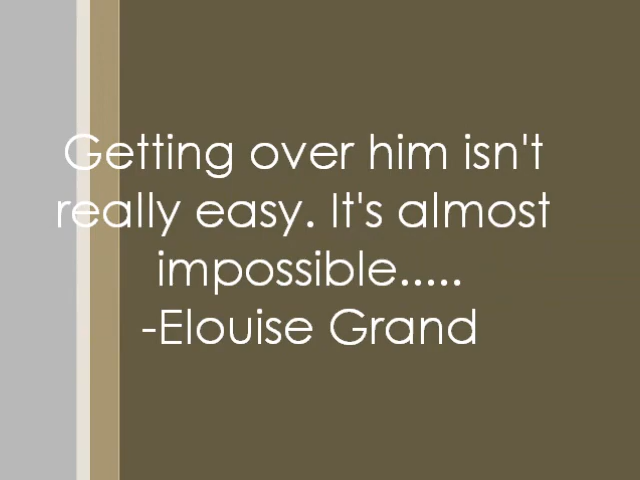 Getting over him isn't
really easy. It's almost
impossible.....
-Elouise Grand